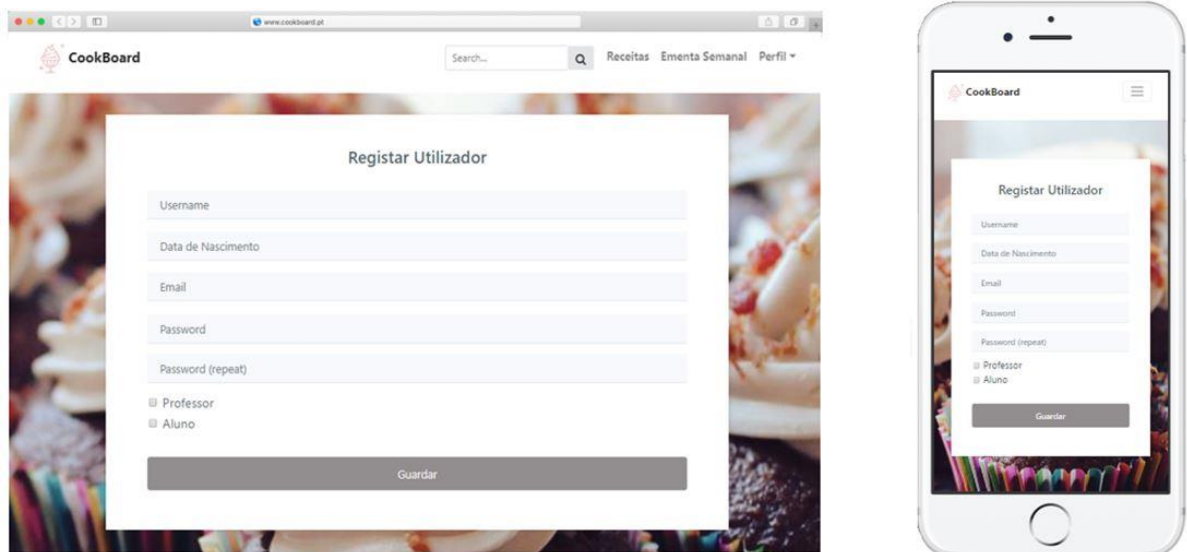 www.cookboard.pt
CookBoard
Search...
Receitas Ementa Semanal Perfil
Registar Utilizador
Username
Data de Nascimento
Email
Password
Password (repeat)
Professor
Aluno
Guardar
CookBoard
Registar Utilizador
Username
Data de Nascimento
Email
Password
Password (repeat)
Professor
Aluno
Guardar